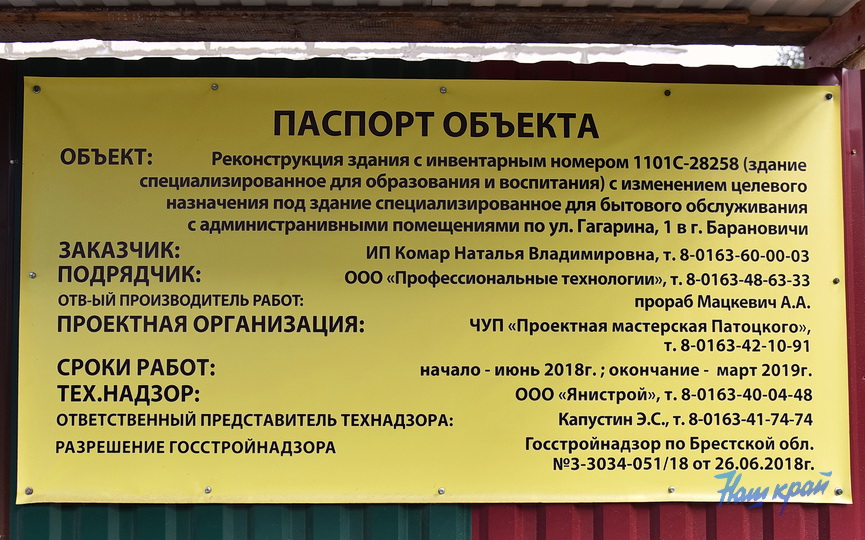 ПАСПОРТ ОБЪЕКТА
ОБЪЕКТ: Реконструкция здания с инвентарным номером 1101С-28258 (здание
специализированное для образования и воспитания) с изменением целевого
назначения под здание специализированное для бытового обслуживания
с административными помещениями по ул. Гагарина, 1 в г. Барановичи
ЗАКАЗЧИК: ИП Комар Наталья Владимировна, т. 8-0163-60-00-03
ПОДРЯДЧИК: ООО «Профессиональные технологии», т. 8-0163-48-63-33
ОТВ-ЫЙ ПРОИЗВОДИТЕЛЬ РАБОТ: прораб Мацкевич А.А.
ПРОЕКТНАЯ ОРГАНИЗАЦИЯ: ЧУП «Проектная мастерская Патоцкого»,
т. 8-0163-42-10-91
СРОКИ РАБОТ: начало - июнь 2018г. ; окончание - март 2019г.
ТЕХ.НАДЗОР: ООО «Янистрой», т. 8-0163-40-04-48
ОТВЕТСТВЕННЫЙ ПРЕДСТАВИТЕЛЬ ТЕХНАДЗОРА: Капустин Э.С., т. 8-0163-41-74-74
РАЗРЕШЕНИЕ ГОССТРОЙНАДЗОРА Госстройнадзор по Брестской обл.
№3-3034-051/18 от 26.06.2018г.
Наш край